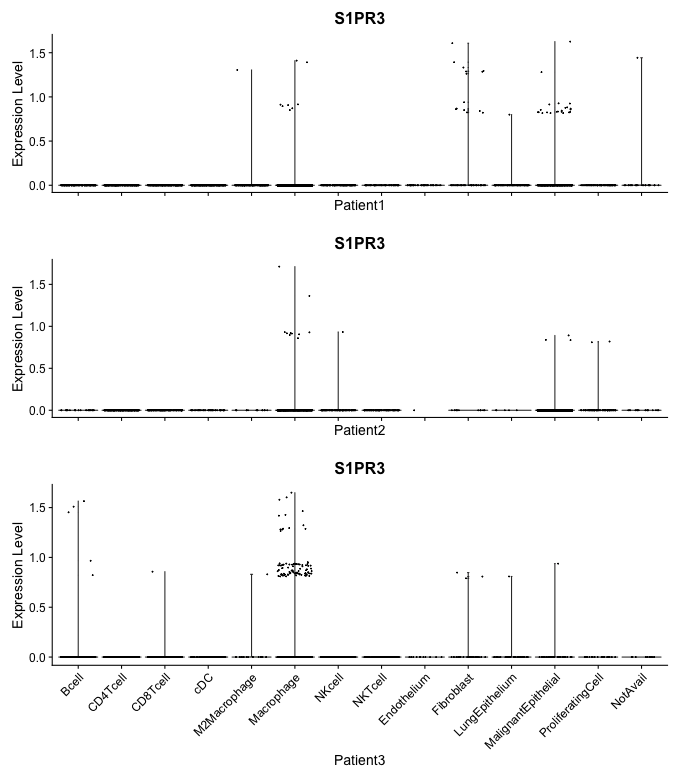 S1PR3
Expression Level
1.5
1.0
0.5
0.0
Patient1
S1PR3
Expression Level
1.5
1.0
0.5
0.0
Patient2
S1PR3
Expression Level
1.5
1.0
0.5
0.0
Bcell
CD4Tcell
CD8Tcell
cDC
M2Macrophage
Macrophage
NKcell
NKTcell
Endothelium
Fibroblast
LungEpithelium
MalignantEpithelial
ProliferatingCell
NotAvail
Patient3